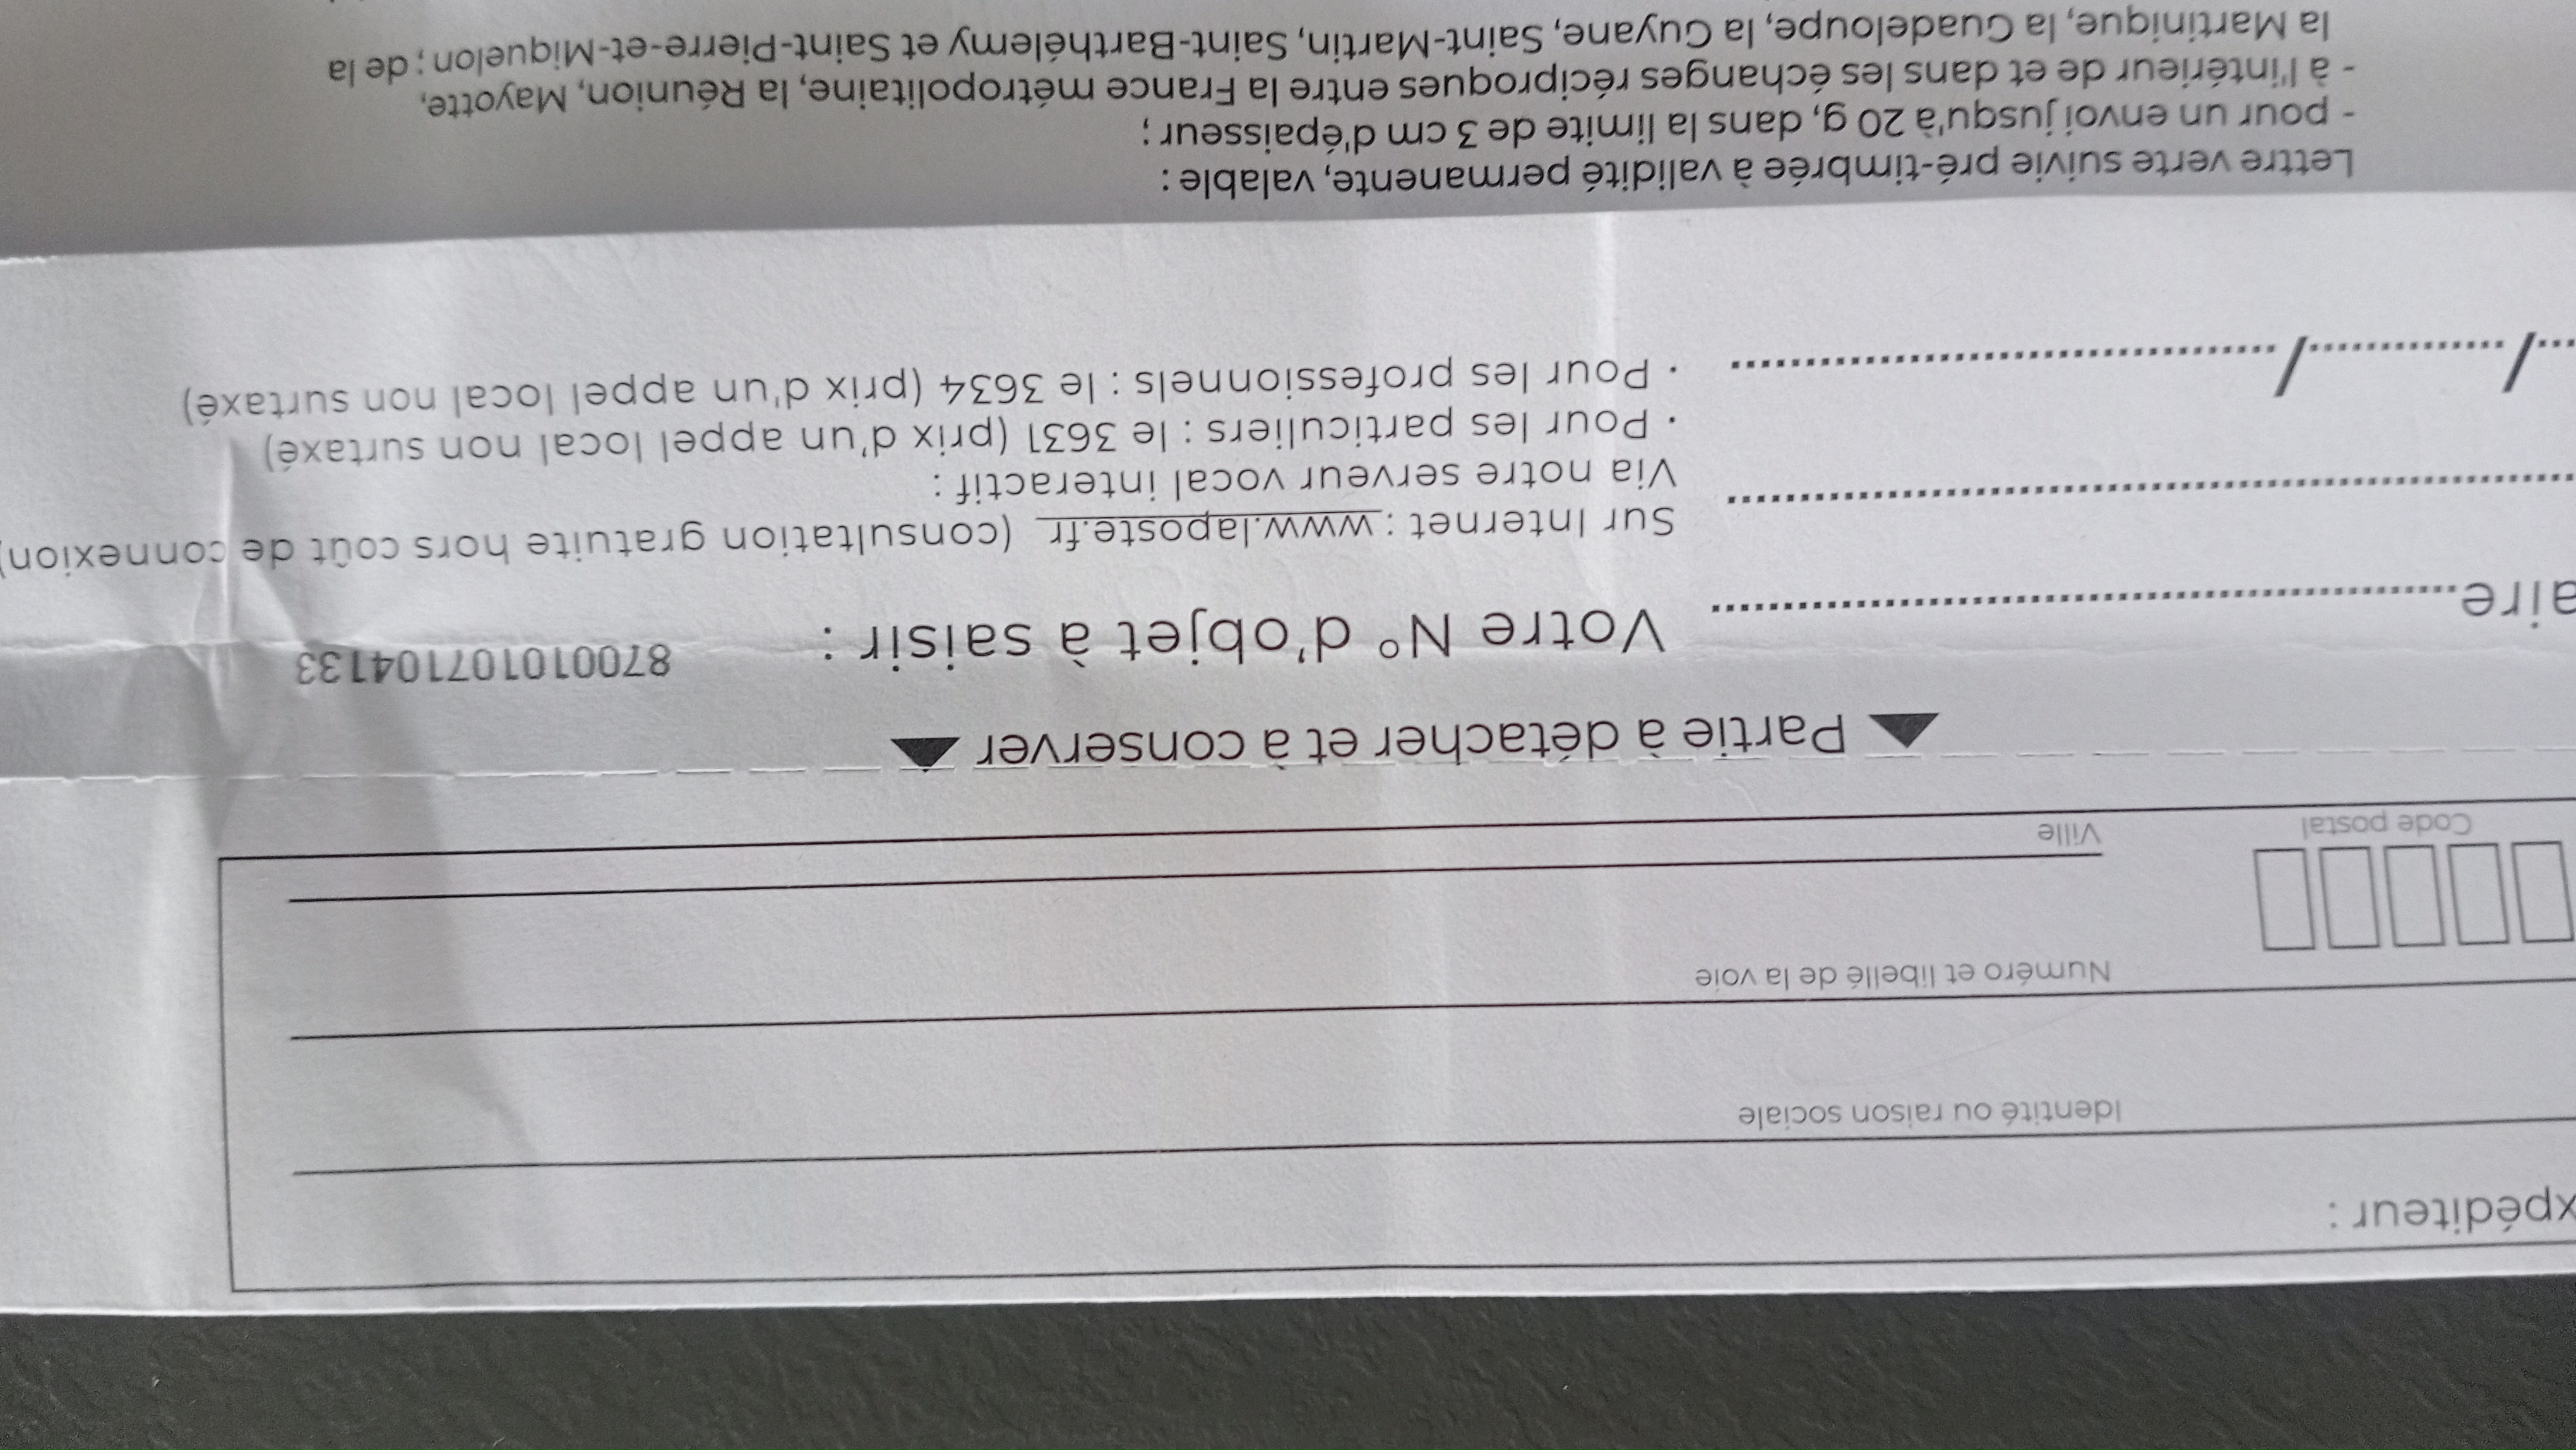 xpéditeur :
Identité ou raison sociale
Numéro et libellé de la voie
Code postal
Ville
Partie à détacher et à conserver
Votre N° d'objet à saisir : 870010107104133
aire
Sur Internet : www.laposte.fr (consultation gratuite hors coût de connexion)
Via notre serveur vocal interactif :
· Pour les particuliers : le 3631 (prix d'un appel local non surtaxé)
· Pour les professionnels : le 3634 (prix d'un appel local non surtaxé)
/ /
Lettre verte suivie pré-timbrée à validité permanente, valable :
- pour un envoi jusqu'à 20 g, dans la limite de 3 cm d'épaisseur ;
- à l'intérieur de et dans les échanges réciproques entre la France métropolitaine, la Réunion, Mayotte,
la Martinique, la Guadeloupe, la Guyane, Saint-Martin, Saint-Barthélemy et Saint-Pierre-et-Miquelon ; de la